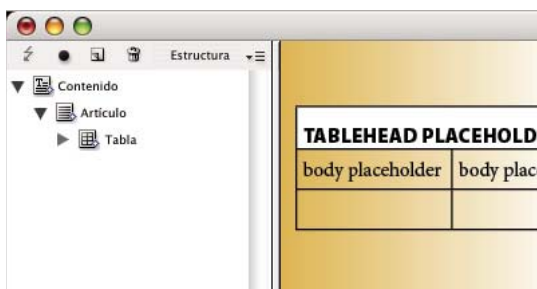 Estructura
Contenido
Artículo
Tabla
TABLEHEAD PLACEHOLD
body placeholder body plac